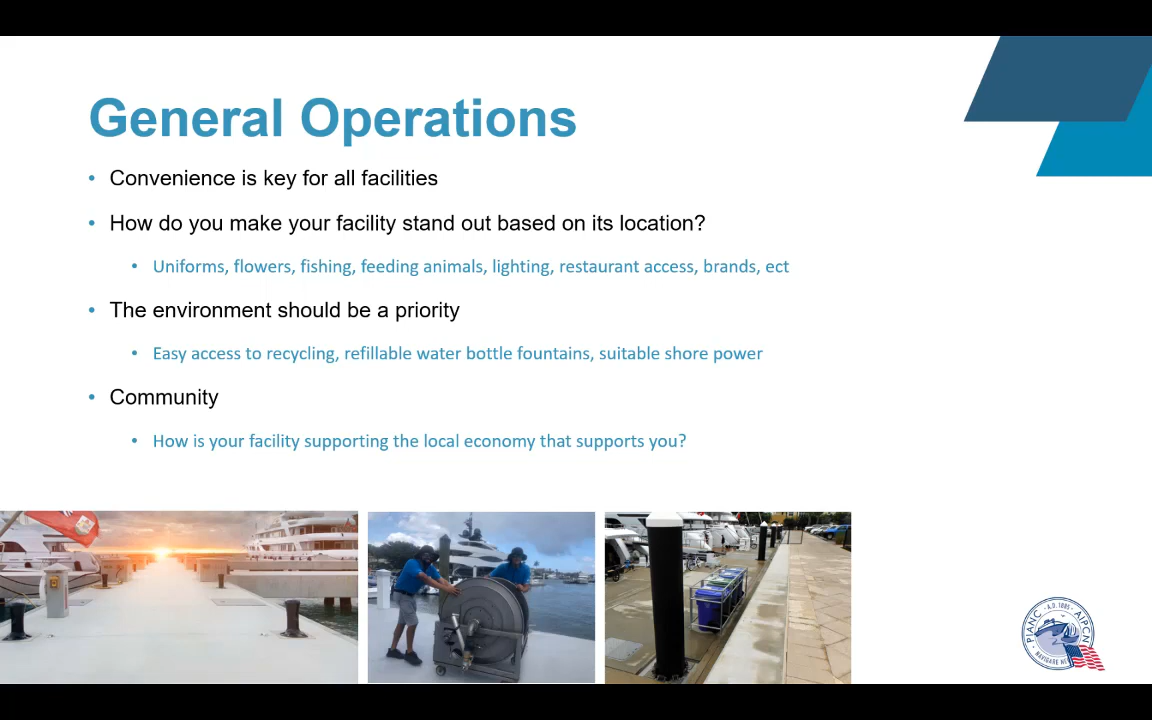 General Operations
Convenience is key for all facilities
How do you make your facility stand out based on its location?
Uniforms, flowers, fishing, feeding animals, lighting, restaurant access, brands, ect
The environment should be a priority
Easy access to recycling, refillable water bottle fountains, suitable shore power
Community
How is your facility supporting the local economy that supports you?
PIANC · A.D. 1885 · AIPCN